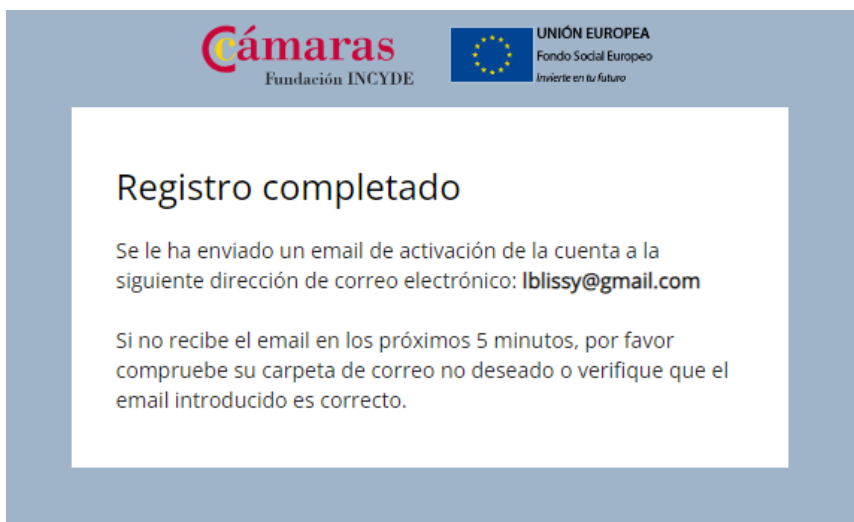 Cámaras
Fundación INCYDE
UNIÓN EUROPEA
Fondo Social Europeo
Invierte en tu futuro
Registro completado
Se le ha enviado un email de activación de la cuenta a la
siguiente dirección de correo electrónico: lblissy@gmail.com
Si no recibe el email en los próximos 5 minutos, por favor
compruebe su carpeta de correo no deseado o verifique que el
email introducido es correcto.